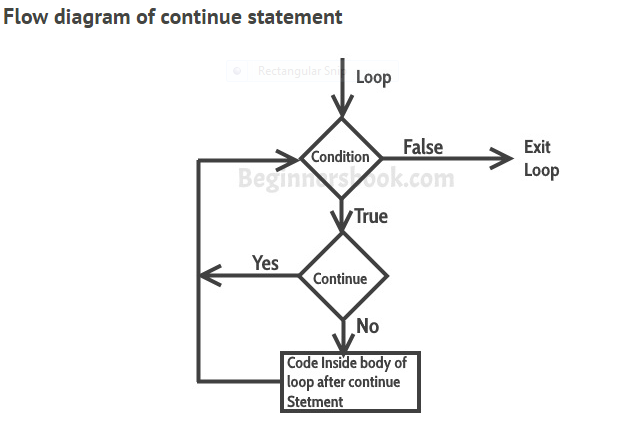 Flow diagram of continue statement
Rectangular
Loop
Condition
False
Exit
Loop
Beginnersbook.com
True
Yes
Continue
No
Code Inside body of
loop after continue
Stetment